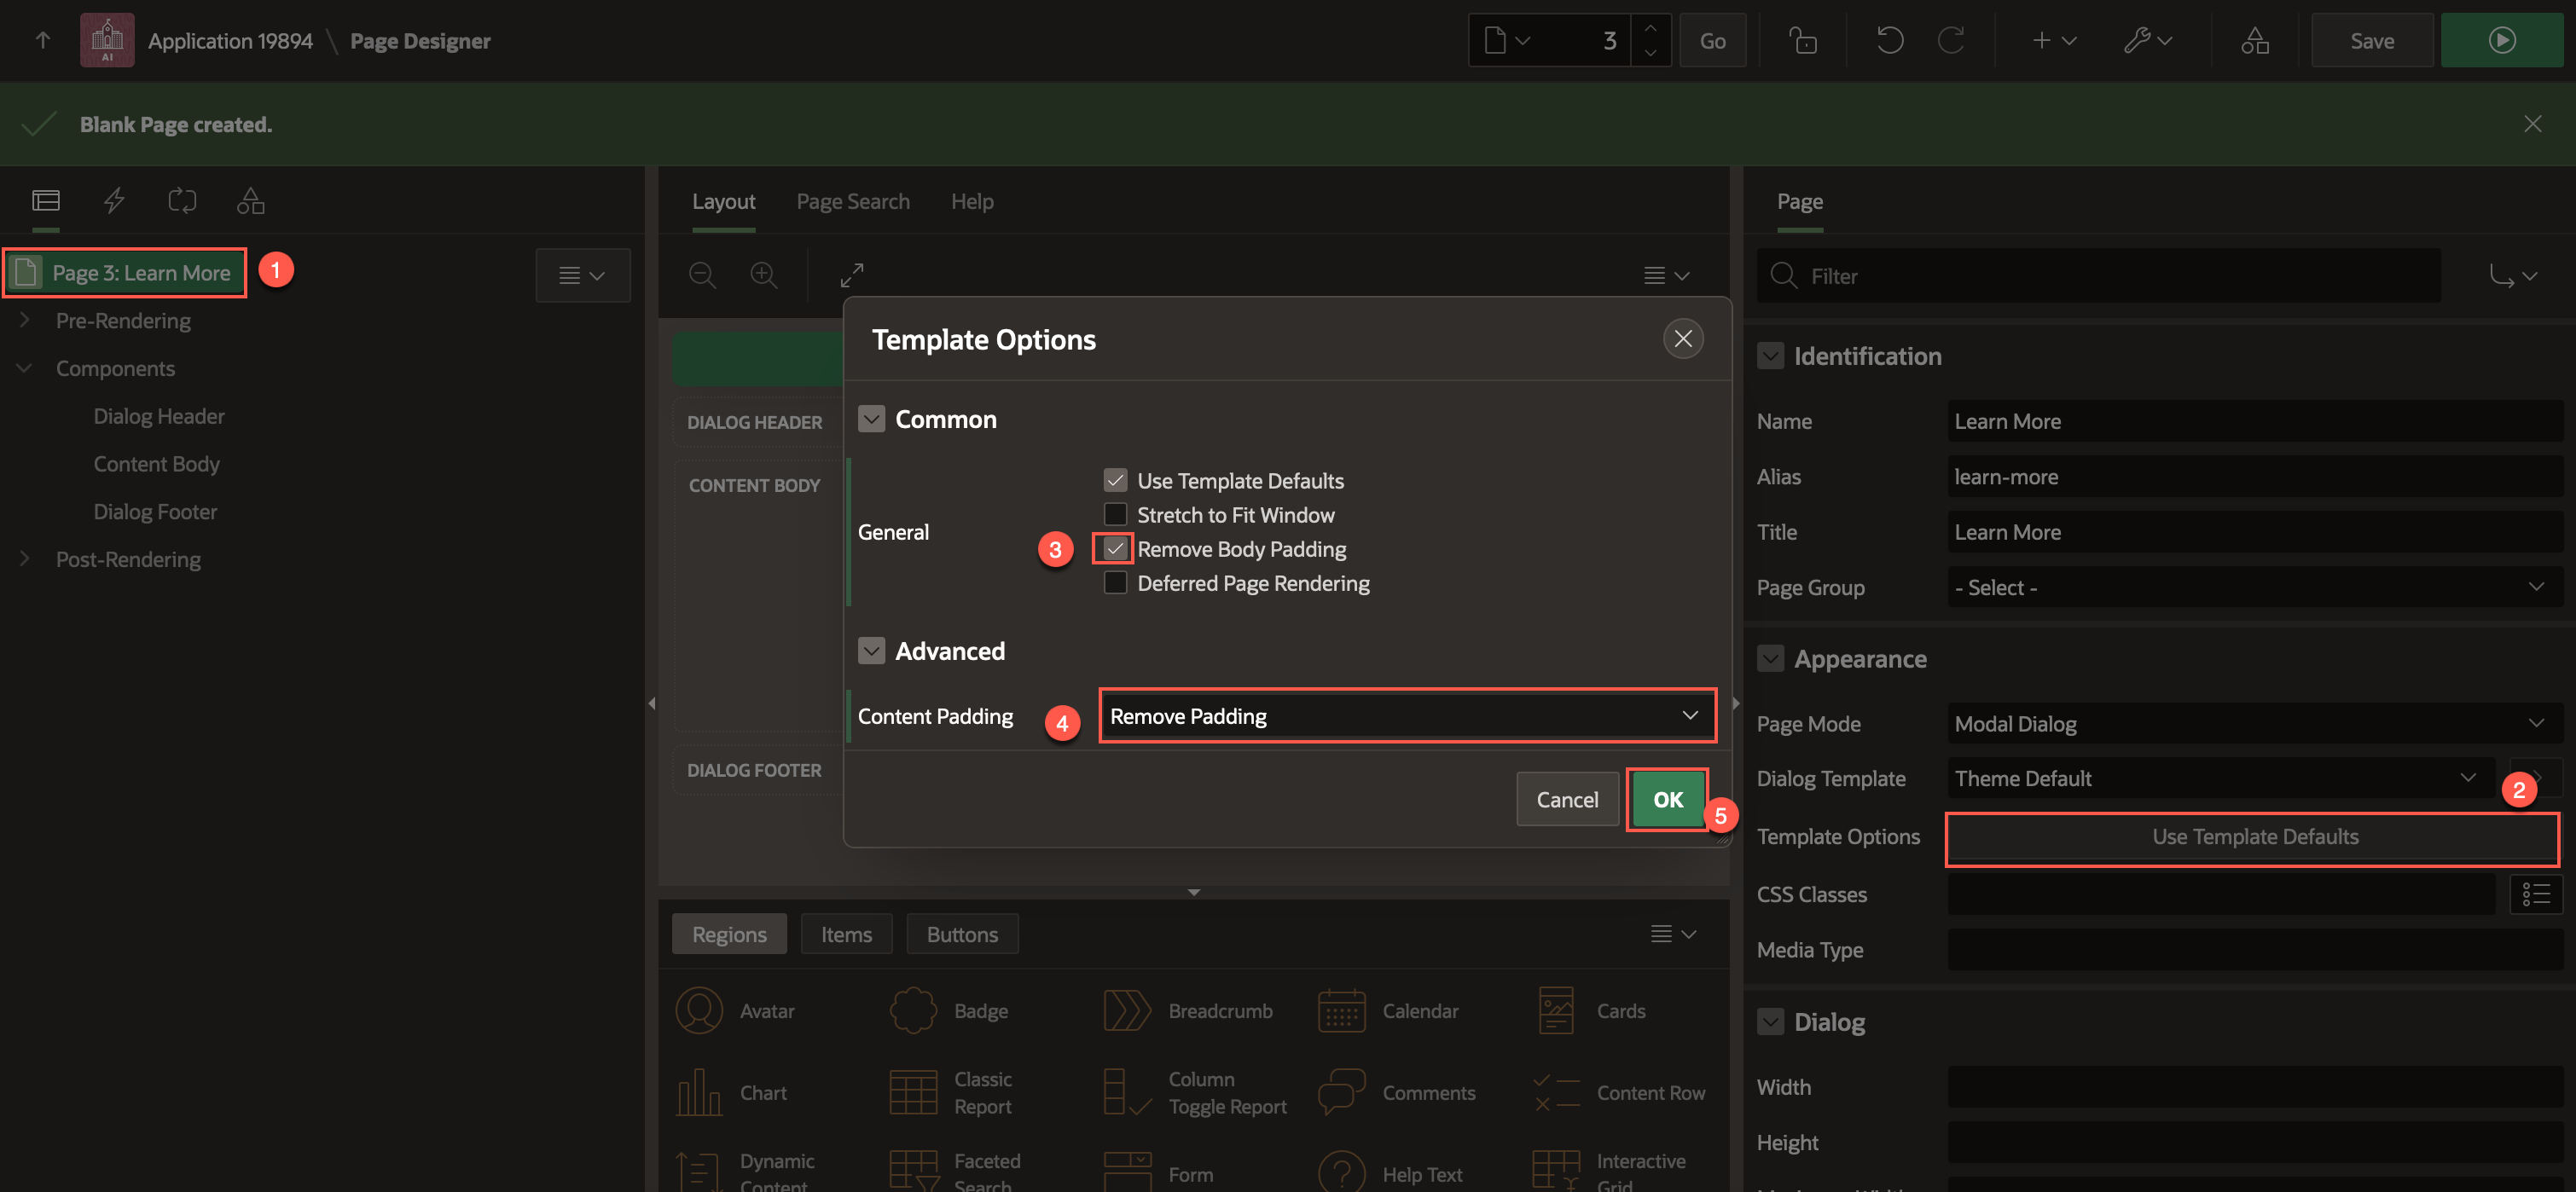 AI
Application 19894 \ Page Designer
3
Go
Save
Blank Page created.
Layout
Page Search
Help
Page
Page 3: Learn More
1
Filter
Pre-Rendering
Components
Dialog Header
Content Body
Dialog Footer
Post-Rendering
DIALOG HEADER
CONTENT BODY
DIALOG FOOTER
Template Options
Common
General
Use Template Defaults
Stretch to Fit Window
3
Remove Body Padding
Deferred Page Rendering
Advanced
Content Padding
4
Remove Padding
Cancel
OK
5
Identification
Name
Learn More
Alias
learn-more
Title
Learn More
Page Group
- Select -
Appearance
Page Mode
Modal Dialog
Dialog Template
Theme Default
2
Template Options
Use Template Defaults
CSS Classes
Media Type
Dialog
Width
Height
Regions
Items
Buttons
Avatar
Badge
Breadcrumb
Calendar
Cards
Chart
Classic
Report
Column
Toggle Report
Comments
Content Row
Dynamic
Content
Faceted
Search
Form
Help Text
Interactive
Grid